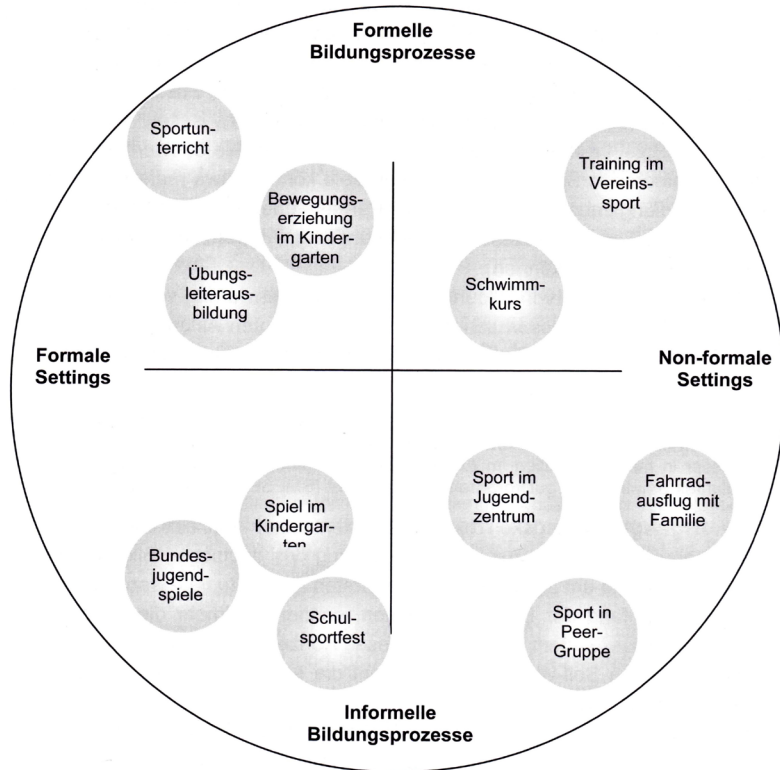 Formelle
Bildungsprozesse
Sportun-
terricht
Training im
Vereins-
sport
Bewegungs-
erziehung
im Kinder-
garten
Übungs-
leiteraus-
bildung
Schwimm-
kurs
Formale
Settings
Non-formale
Settings
Sport im
Jugend-
zentrum
Fahrrad-
ausflug mit
Familie
Spiel im
Kindergar-
ten
Bundes-
jugend-
spiele
Schul-
sportfest
Sport in
Peer-
Gruppe
Informelle
Bildungsprozesse